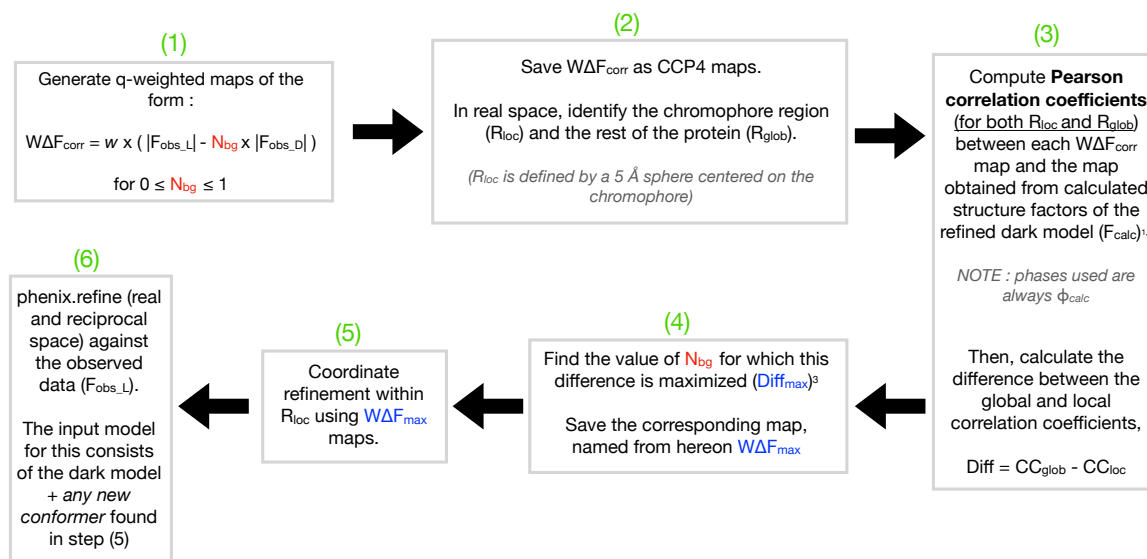 (1)
Generate q-weighted maps of the
form :
WΔFcorr = w x ( |Fobs_L| - Nbg x |Fobs_D| )
for 0 ≤ Nbg ≤ 1
(2)
Save WΔFcorr as CCP4 maps.
In real space, identify the chromophore region
(Rloc) and the rest of the protein (Rglob).
(Rloc is defined by a 5 Å sphere centered on the
chromophore)
(3)
Compute Pearson
correlation coefficients
(for both Rloc and Rglob)
between each WΔFcorr
map and the map
obtained from calculated
structure factors of the
refined dark model (Fcalc)¹
NOTE : phases used are
always ϕcalc
Then, calculate the
difference between the
global and local
correlation coefficients,
Diff = CCglob - CCloc
(4)
Find the value of Nbg for which this
difference is maximized (Diffmax)³
Save the corresponding map,
named from hereon WΔFmax
(5)
Coordinate
refinement within
Rloc using WΔFmax
maps.
(6)
phenix.refine (real
and reciprocal
space) against
the observed
data (Fobs_L).
The input model
for this consists
of the dark model
+ any new
conformer found
in step (5)